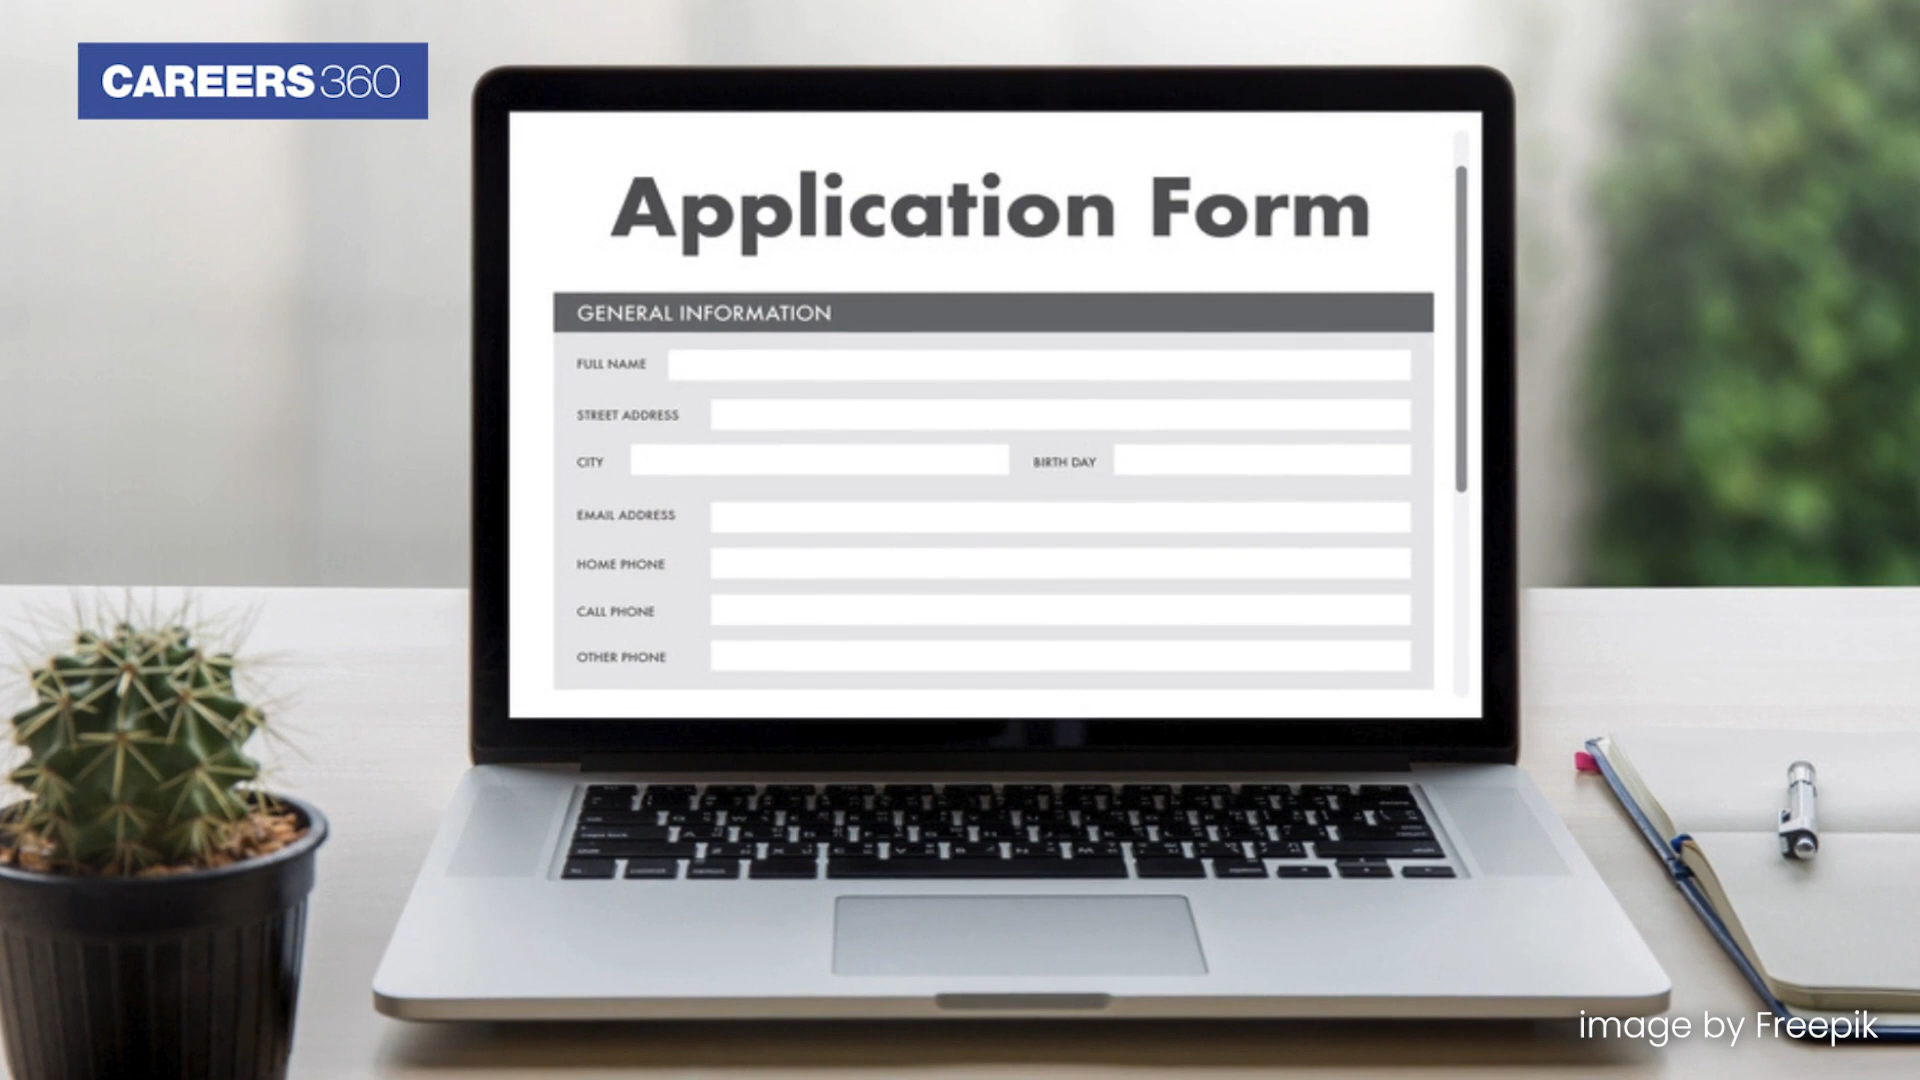 CAREERS360
Application Form
GENERAL INFORMATION
FULL NAME
STREET ADDRESS
CITY BIRTH DAY
EMAIL ADDRESS
HOME PHONE
CALL PHONE
OTHER PHONE
image by Freepik